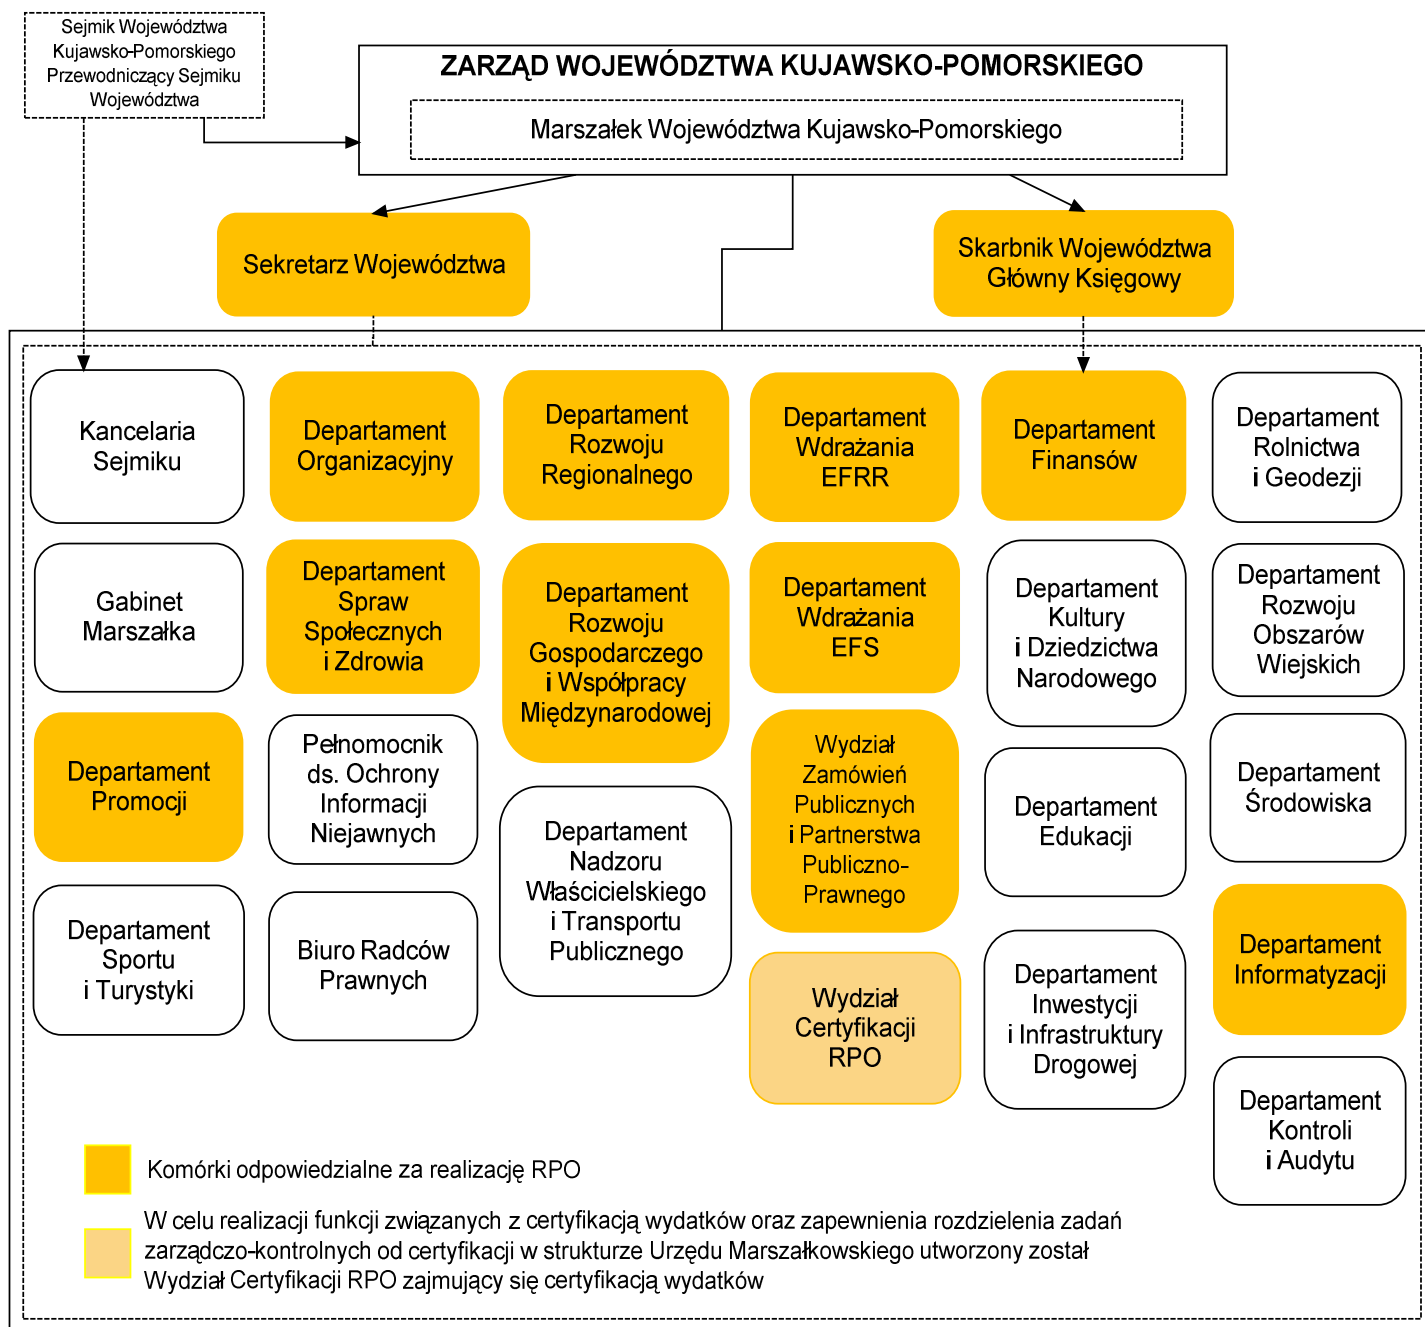 Sejmik Województwa
Kujawsko-Pomorskiego
Przewodniczący Sejmiku
Województwa
ZARZĄD WOJEWÓDZTWA KUJAWSKO-POMORSKIEGO
Marszałek Województwa Kujawsko-Pomorskiego
Sekretarz Województwa
Skarbnik Województwa
Główny Księgowy
Kancelaria
Sejmiku
Departament
Organizacyjny
Departament
Rozwoju
Regionalnego
Departament
Wdrażania
EFRR
Departament
Finansów
Departament
Rolnictwa
i Geodezji
Gabinet
Marszałka
Departament
Spraw
Społecznych
i Zdrowia
Departament
Rozwoju
Gospodarczego
i Współpracy
Międzynarodowej
Departament
Wdrażania
EFS
Departament
Kultury
i Dziedzictwa
Narodowego
Departament
Rozwoju
Obszarów
Wiejskich
Departament
Promocji
Pełnomocnik
ds. Ochrony
Informacji
Niejawnych
Departament
Nadzoru
Właścicielskiego
i Transportu
Publicznego
Wydział
Zamówień
Publicznych
i Partnerstwa
Publiczno-
Prawnego
Departament
Edukacji
Departament
Środowiska
Departament
Sportu
i Turystyki
Biuro Radców
Prawnych
Wydział
Certyfikacji
RPO
Departament
Inwestycji
i Infrastruktury
Drogowej
Departament
Informatyzacji
Departament
Kontroli
i Audytu
Komórki odpowiedzialne za realizację RPO
W celu realizacji funkcji związanych z certyfikacją wydatków oraz zapewnienia rozdzielenia zadań
zarządczo-kontrolnych od certyfikacji w strukturze Urzędu Marszałkowskiego utworzony został
Wydział Certyfikacji RPO zajmujący się certyfikacją wydatków